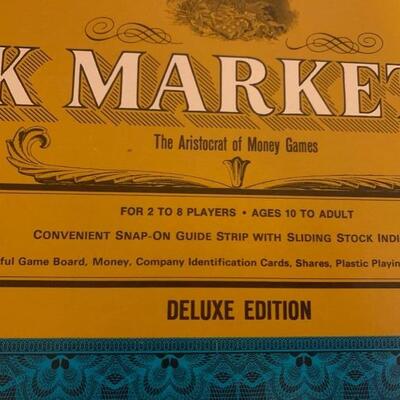 K MARKET
The Aristocrat of Money Games
FOR 2 TO 8 PLAYERS • AGES 10 TO ADULT
CONVENIENT SNAP-ON GUIDE STRIP WITH SLIDING STOCK INDI
ful Game Board, Money, Company Identification Cards, Shares, Plastic Playin
DELUXE EDITION